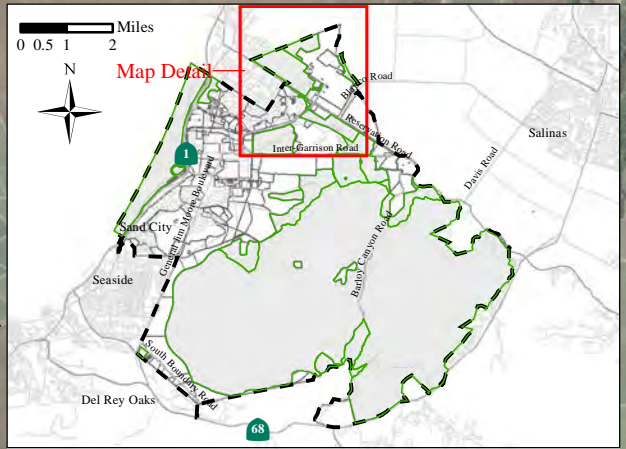 Miles
0 0.5 1 2
N
Map Detail
Blanco Road
Reservation Road
Salinas
Inter-Garrison Road
1
Davis Road
General Jim Moore Boulevard
Sand City
Barloy Canyon Road
Seaside
South Boundary Road
Del Rey Oaks
68